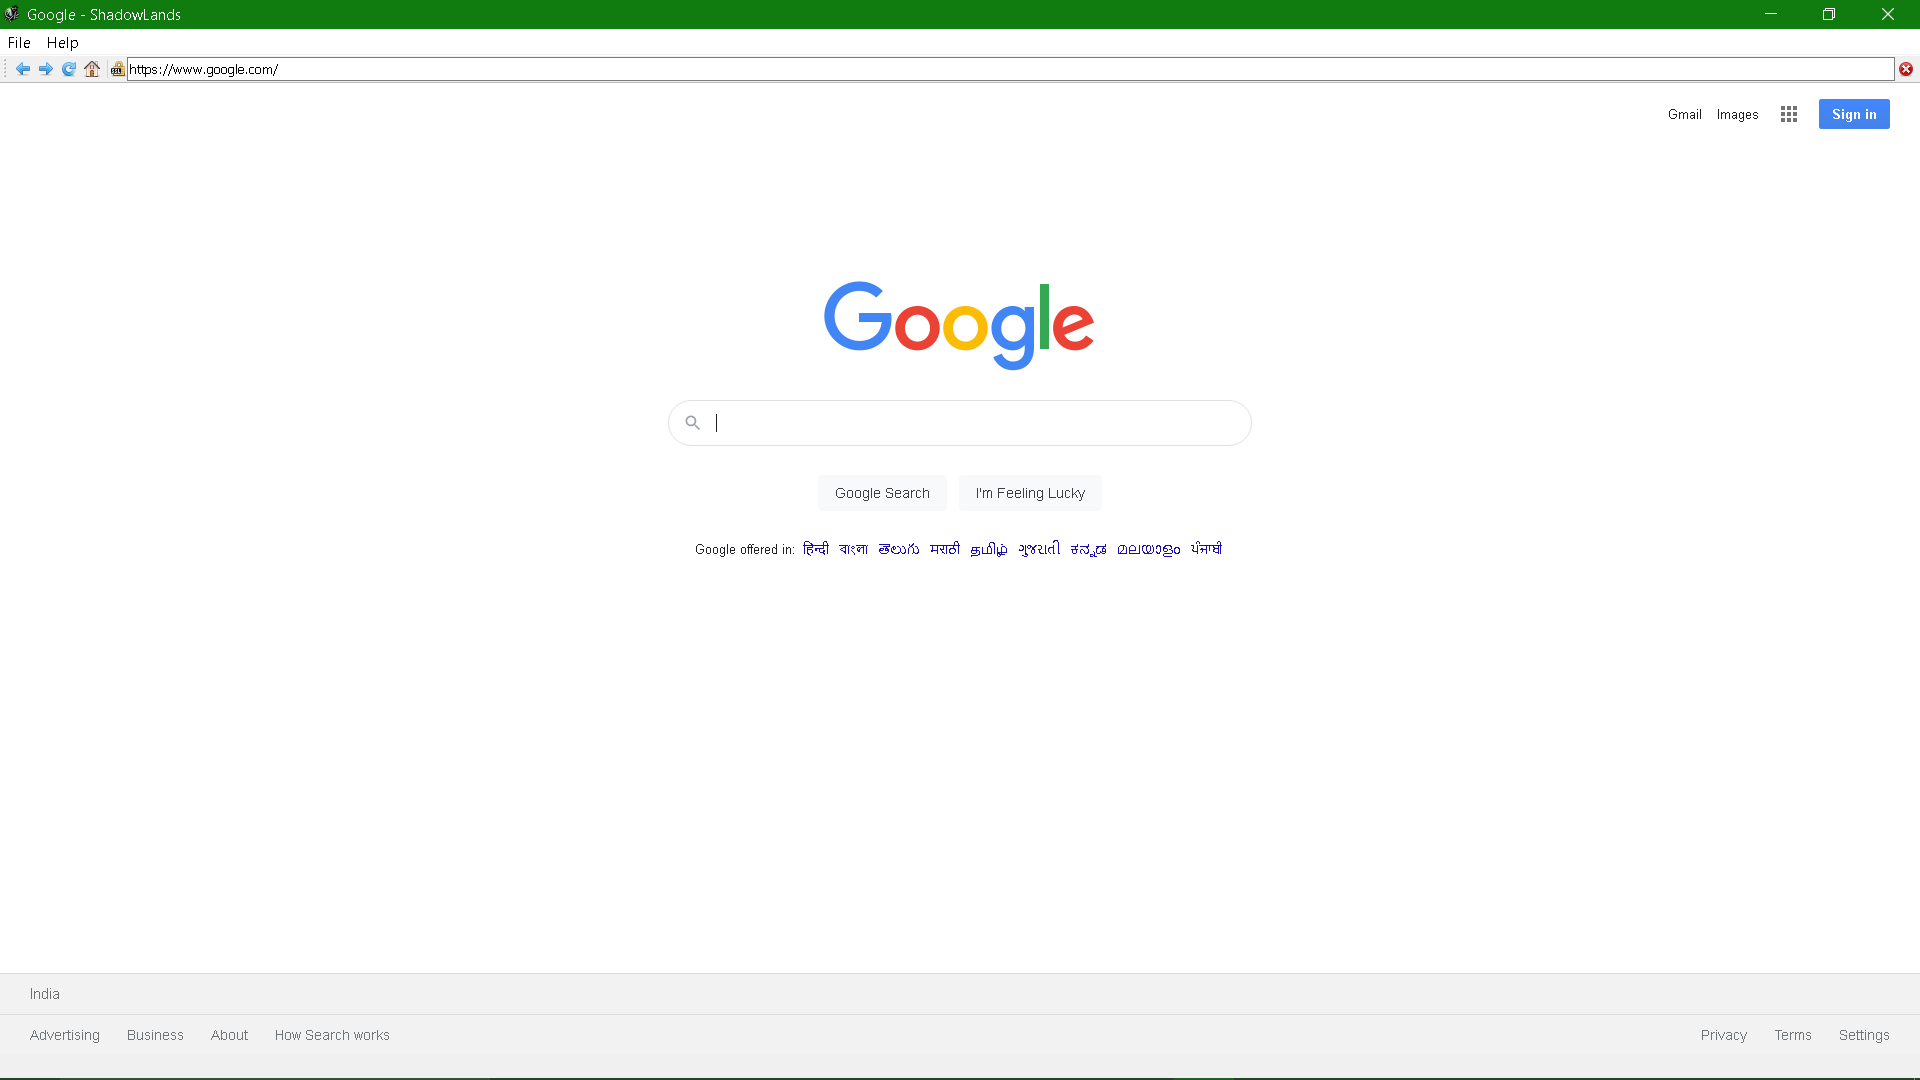 Google - ShadowLands
File Help
https://www.google.com/
Gmail Images Sign in
Google
Google Search I'm Feeling Lucky
Google offered in: हिन्दी বাংলা తెలుగు मराठी தமிழ் ગુજરાતી ಕನ್ನಡ മലയാളം ਪੰਜਾਬੀ
India
Advertising Business About How Search works Privacy Terms Settings